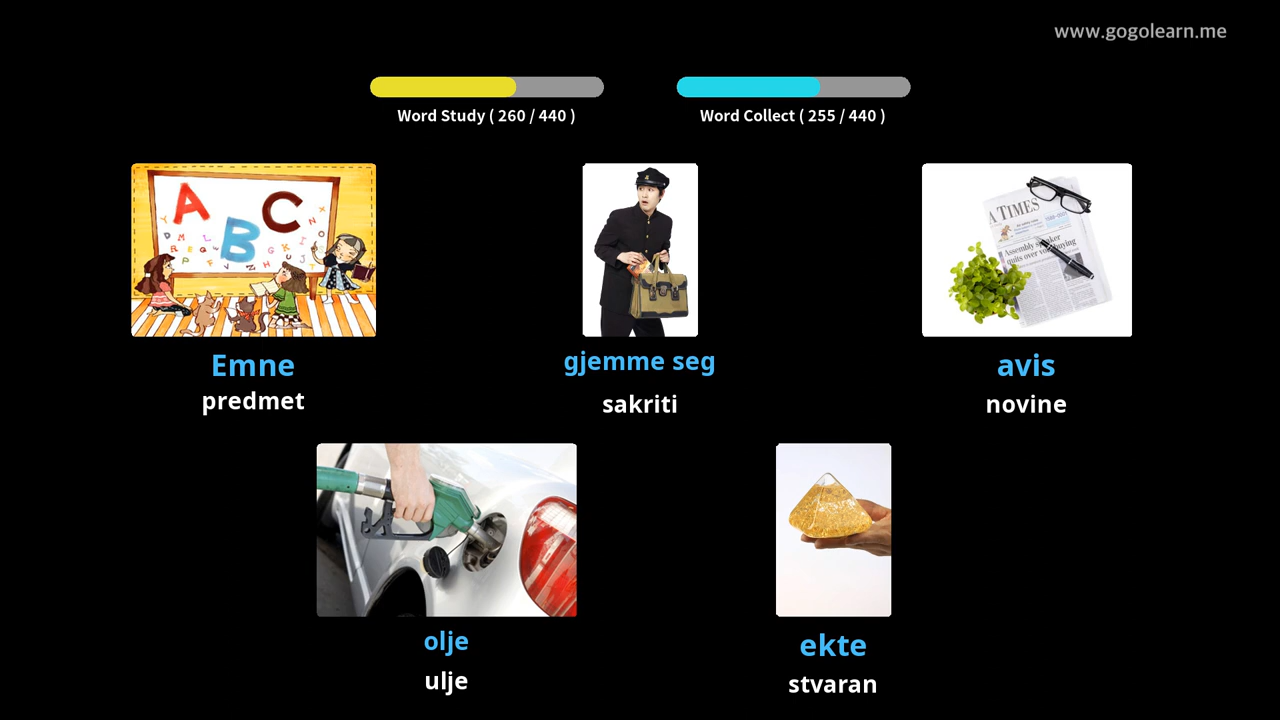 www.gogolearn.me
Word Study ( 260 / 440 )
Word Collect ( 255 / 440 )
A
B
C
A TIMES
Emne
predmet
gjemme seg
sakriti
avis
novine
olje
ulje
ekte
stvaran